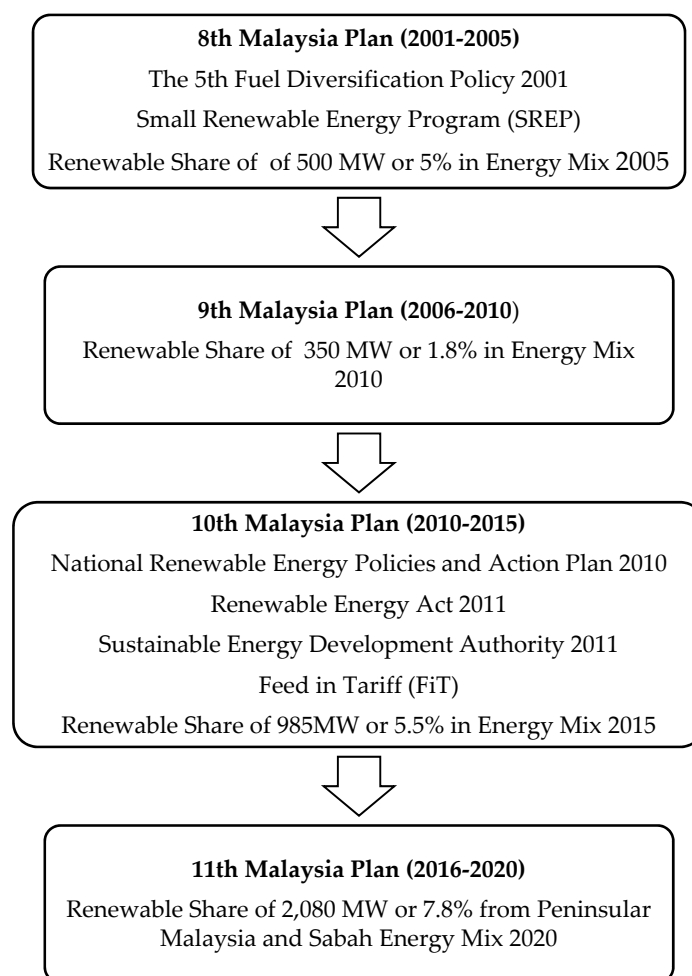 8th Malaysia Plan (2001-2005)
The 5th Fuel Diversification Policy 2001
Small Renewable Energy Program (SREP)
Renewable Share of of 500 MW or 5% in Energy Mix 2005
9th Malaysia Plan (2006-2010)
Renewable Share of 350 MW or 1.8% in Energy Mix
2010
10th Malaysia Plan (2010-2015)
National Renewable Energy Policies and Action Plan 2010
Renewable Energy Act 2011
Sustainable Energy Development Authority 2011
Feed in Tariff (FiT)
Renewable Share of 985MW or 5.5% in Energy Mix 2015
11th Malaysia Plan (2016-2020)
Renewable Share of 2,080 MW or 7.8% from Peninsular
Malaysia and Sabah Energy Mix 2020